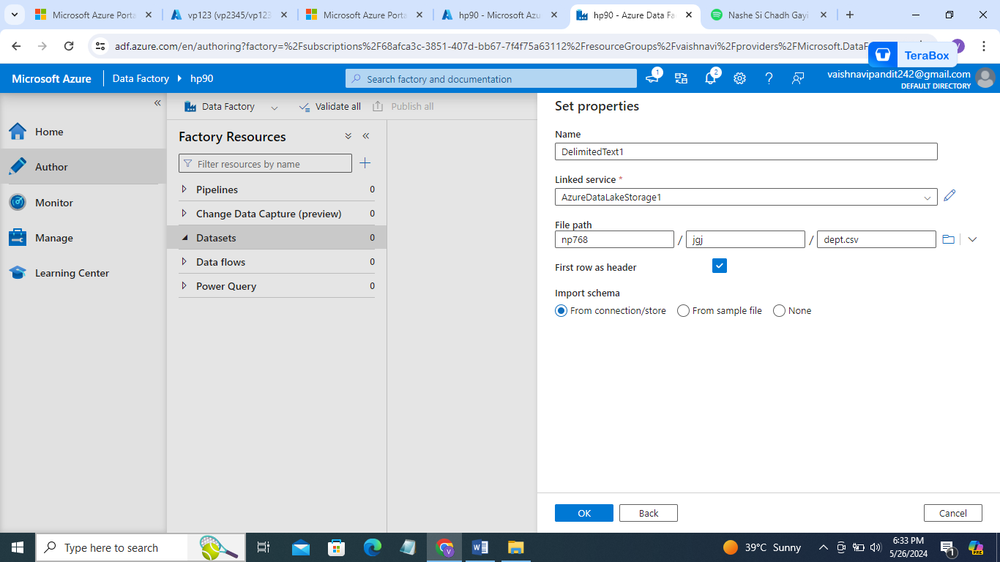 Microsoft Azure Porta
vp123 (vp2345/vp123
Microsoft Azure Porta
hp90 - Microsoft Azu
hp90 - Azure Data Fa
Nashe Si Chadh Gayi
adf.azure.com/en/authoring?factory=%2Fsubscriptions%2F68afca3c-3851-407d-bb67-7f4f75a63112%2FresourceGroups%2Fvaishnavi%2Fproviders%2FMicrosoft.DataF
TeraBox
Microsoft Azure
Data Factory
hp90
Search factory and documentation
1
2
vaishnavipandit242@gmail.com
DEFAULT DIRECTORY
Home
Author
Monitor
Manage
Learning Center
Data Factory
Validate all
Publish all
Factory Resources
Filter resources by name
Pipelines 0
Change Data Capture (preview) 0
Datasets 0
Data flows 0
Power Query 0
Set properties
Name
DelimitedText1
Linked service *
AzureDataLakeStorage1
File path
np768 / jgj / dept.csv
First row as header
Import schema
From connection/store From sample file None
OK Back Cancel
Type here to search
39°C Sunny
6:33 PM
5/26/2024
1
PRE